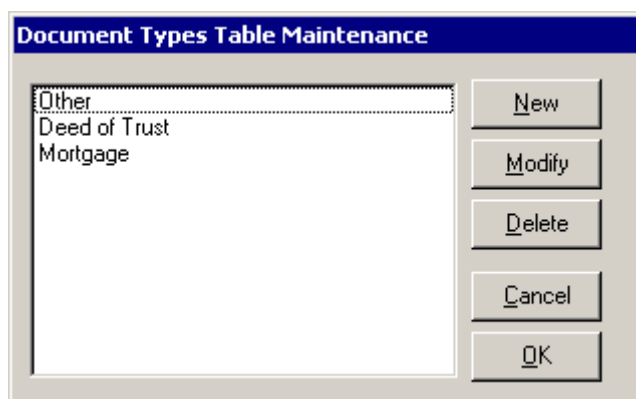 Document Types Table Maintenance
Other
Deed of Trust
Mortgage
New
Modify
Delete
Cancel
OK